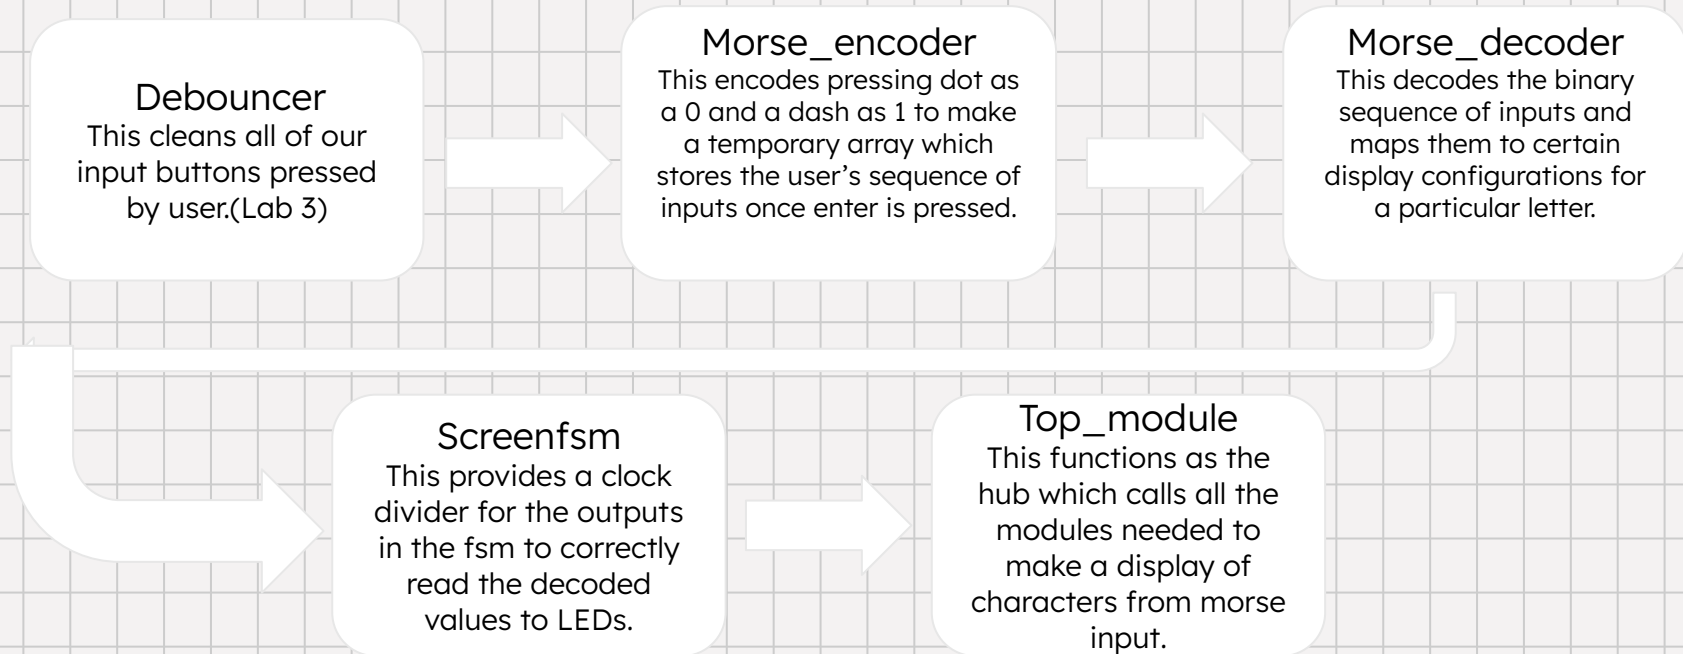 Debouncer
This cleans all of our
input buttons pressed
by user.(Lab 3)
Morse_encoder
This encodes pressing dot as
a 0 and a dash as 1 to make
a temporary array which
stores the user’s sequence of
inputs once enter is pressed.
Morse_decoder
This decodes the binary
sequence of inputs and
maps them to certain
display configurations for
a particular letter.
Screenfsm
This provides a clock
divider for the outputs
in the fsm to correctly
read the decoded
values to LEDs.
Top_module
This functions as the
hub which calls all the
modules needed to
make a display of
characters from morse
input.